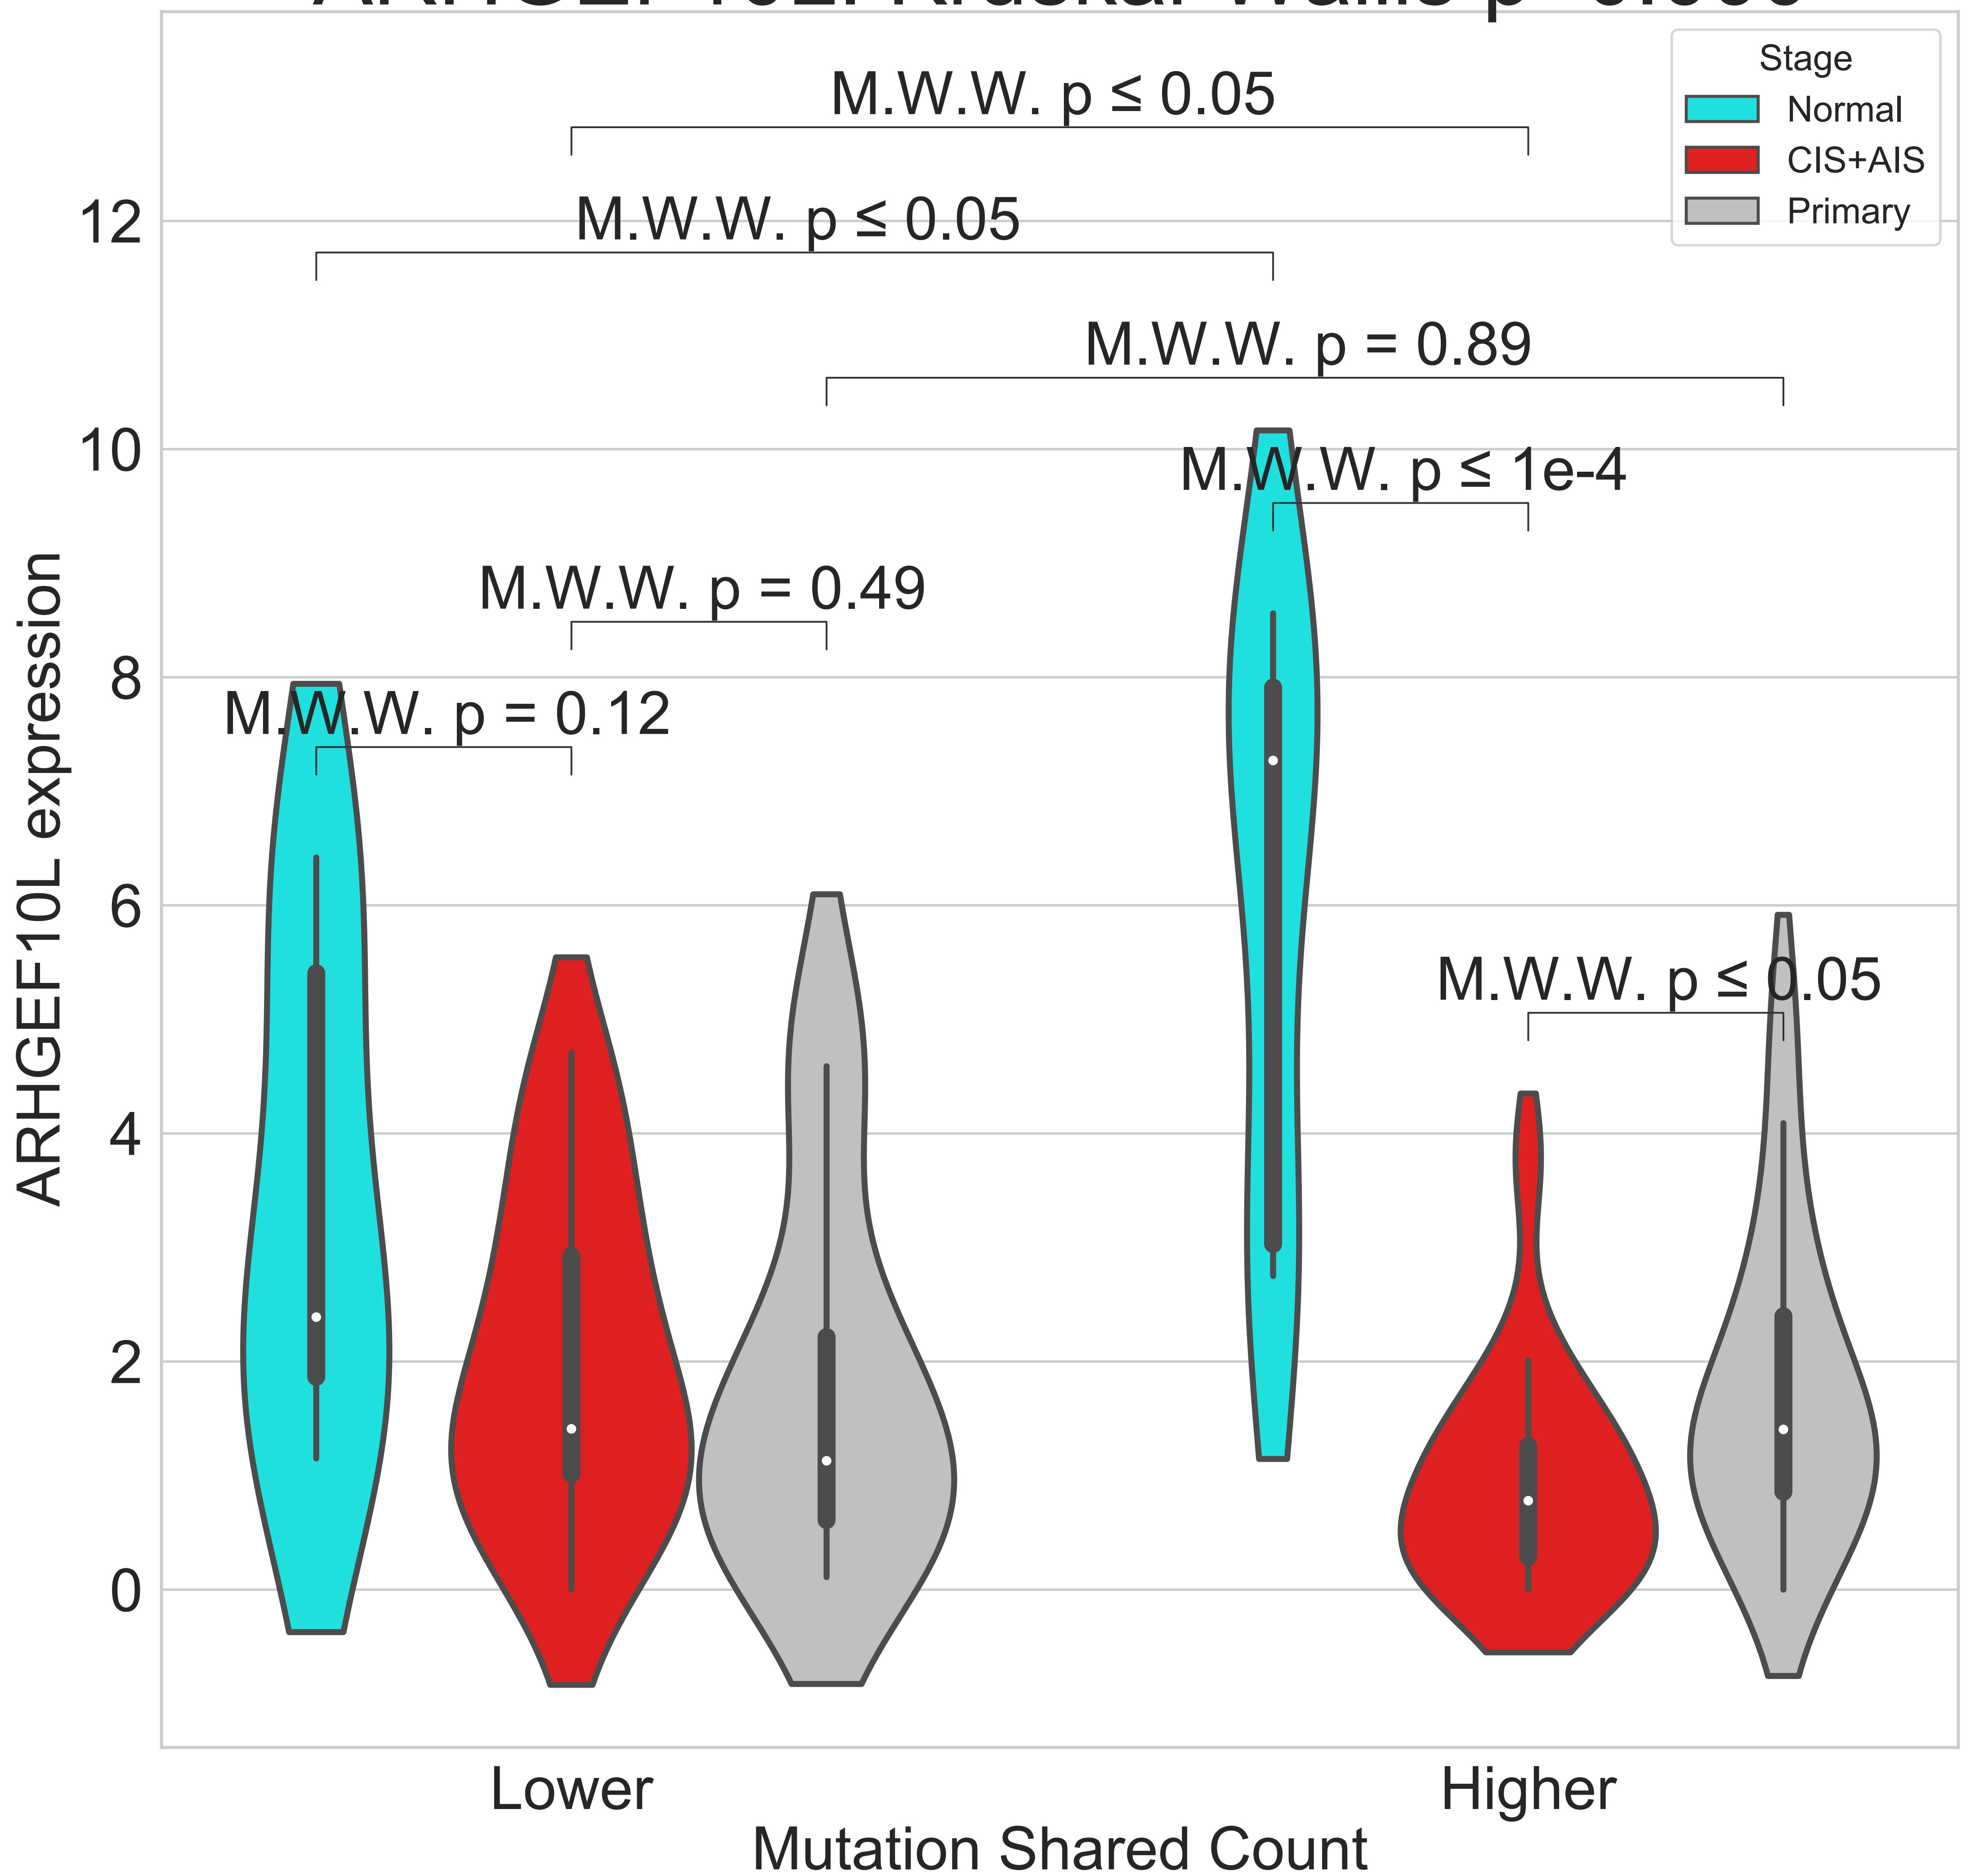 Stage
Normal
CIS+AIS
Primary
M.W.W. p ≤ 0.05
M.W.W. p ≤ 0.05
M.W.W. p = 0.89
M.W.W. p ≤ 1e-4
M.W.W. p = 0.49
M.W.W. p = 0.12
M.W.W. p ≤ 0.05
12
10
8
6
4
2
0
ARHGEF10L expression
Lower
Higher
Mutation Shared Count